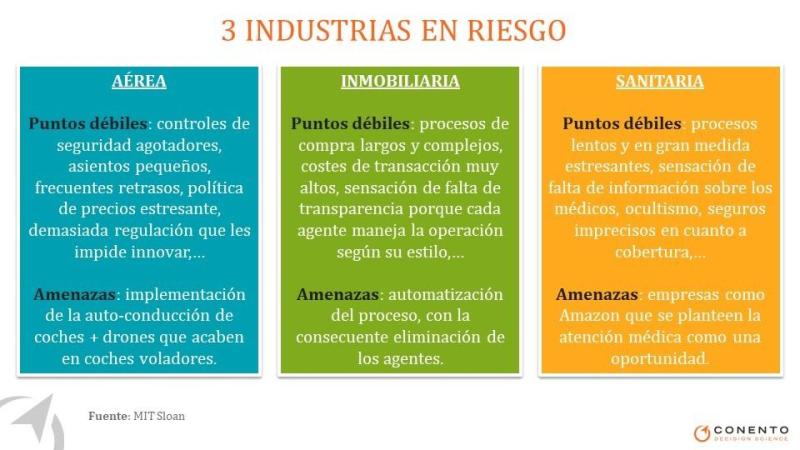 3 INDUSTRIAS EN RIESGO
AÉREA
Puntos débiles: controles de
seguridad agotadores,
asientos pequeños,
frecuentes retrasos, política
de precios estresante,
demasiada regulación que les
impide innovar,...
Amenazas: implementación
de la auto-conducción de
coches + drones que acaben
en coches voladores.
INMOBILIARIA
Puntos débiles: procesos de
compra largos y complejos,
costes de transacción muy
altos, sensación de falta de
transparencia porque cada
agente maneja la operación
según su estilo,...
Amenazas: automatización
del proceso, con la
consecuente eliminación de
los agentes.
SANITARIA
Puntos débiles: procesos
lentos y en gran medida
estresantes, sensación de
falta de información sobre los
médicos, ocultismo, seguros
imprecisos en cuanto a
cobertura,...
Amenazas: empresas como
Amazon que se planteen la
atención médica como una
oportunidad.
Fuente: MIT Sloan
CONENTO
DECISION SCIENCE